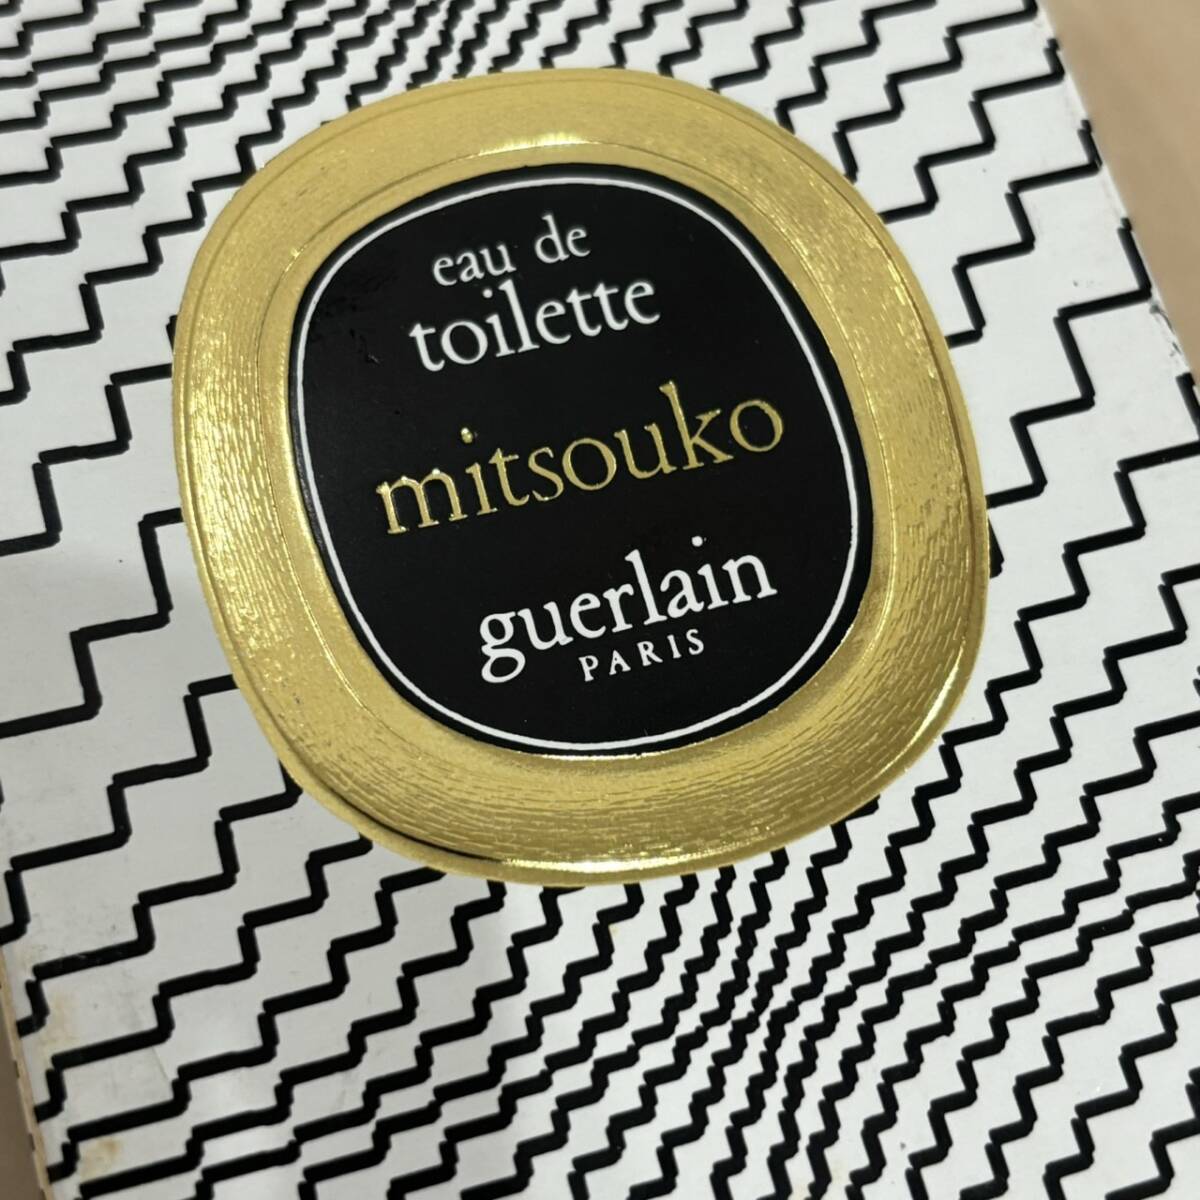 eau de
toilette
mitsouko
guerlain
PARIS